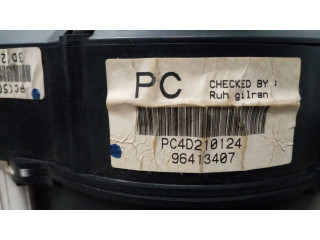 PC
CHECKED BY :
Ruh gilran
PC4D210124
96413407